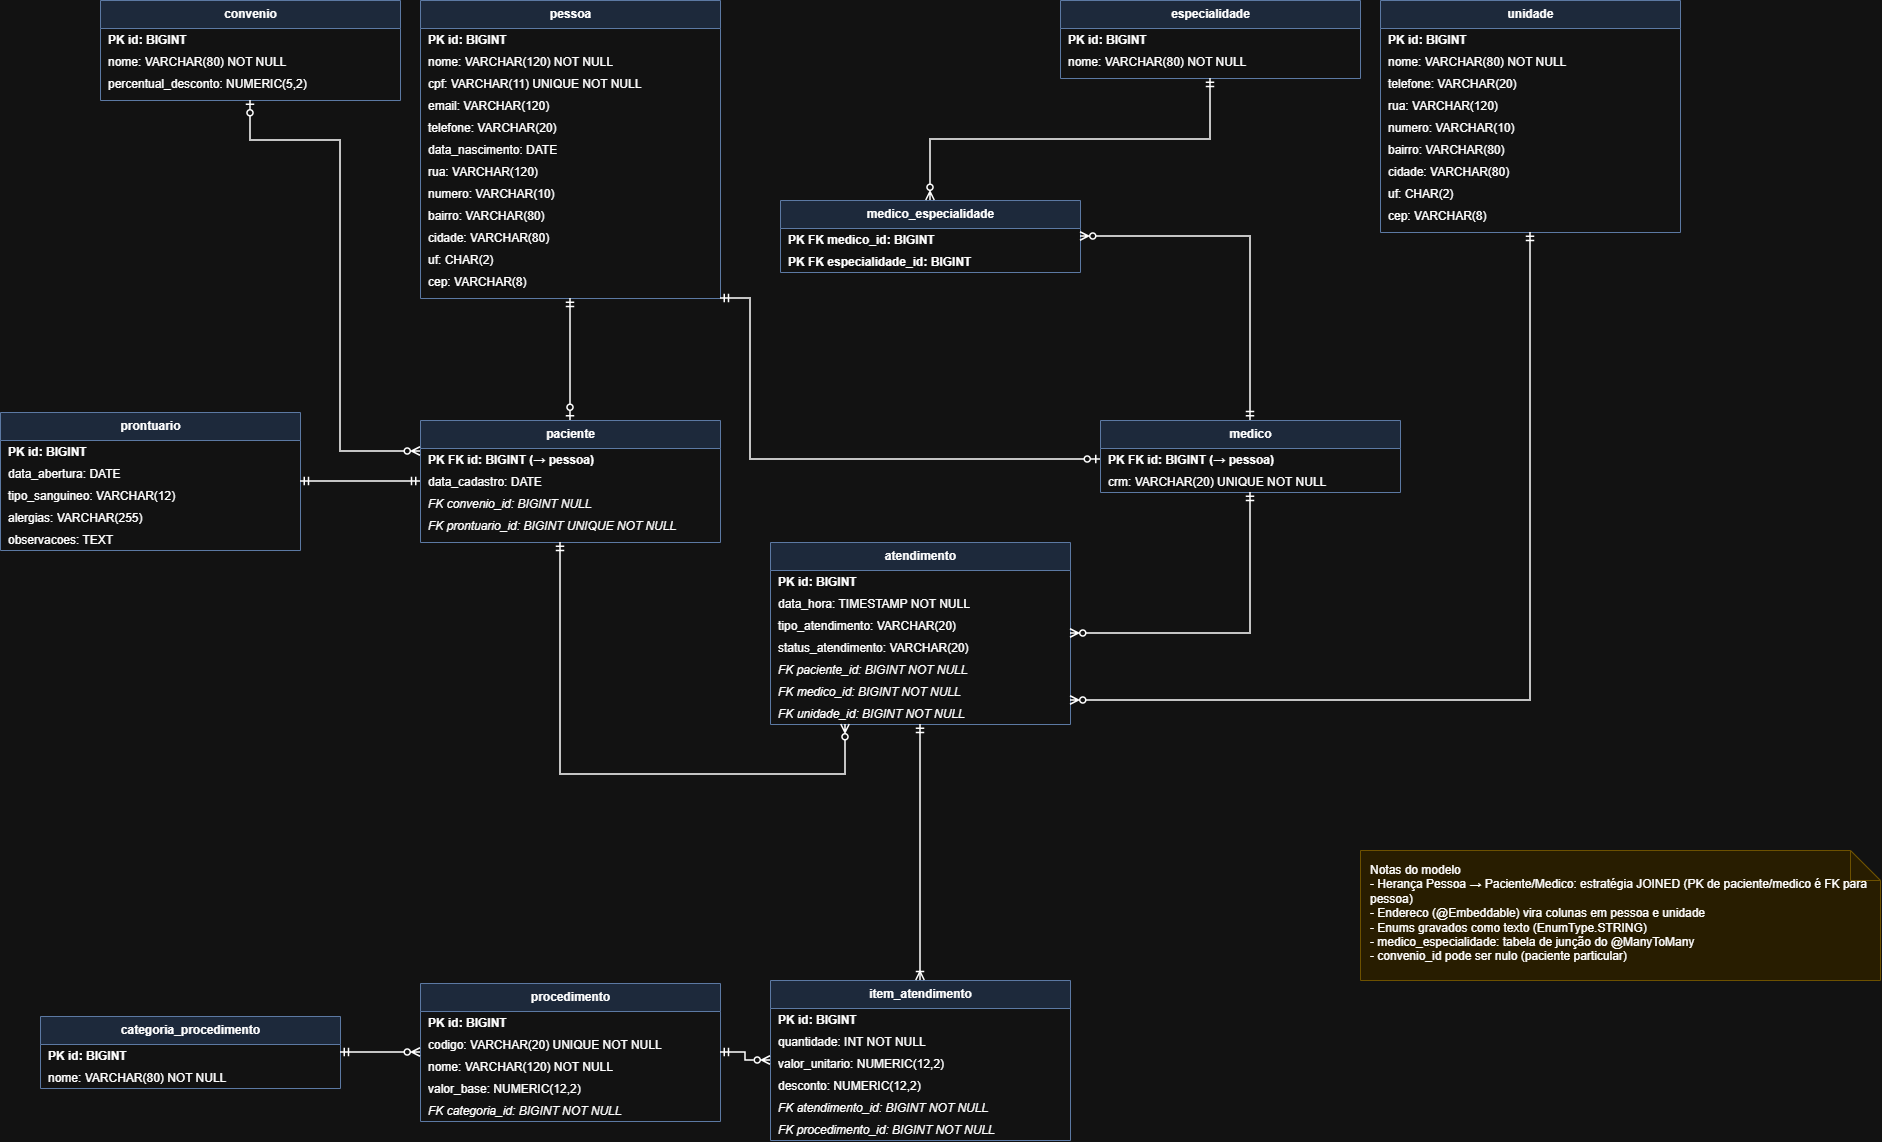 convenio
PK id: BIGINT
nome: VARCHAR(80) NOT NULL
percentual_desconto: NUMERIC(5,2)
pessoa
PK id: BIGINT
nome: VARCHAR(120) NOT NULL
cpf: VARCHAR(11) UNIQUE NOT NULL
email: VARCHAR(120)
telefone: VARCHAR(20)
data_nascimento: DATE
rua: VARCHAR(120)
numero: VARCHAR(10)
bairro: VARCHAR(80)
cidade: VARCHAR(80)
uf: CHAR(2)
cep: VARCHAR(8)
especialidade
PK id: BIGINT
nome: VARCHAR(80) NOT NULL
unidade
PK id: BIGINT
nome: VARCHAR(80) NOT NULL
telefone: VARCHAR(20)
rua: VARCHAR(120)
numero: VARCHAR(10)
bairro: VARCHAR(80)
cidade: VARCHAR(80)
uf: CHAR(2)
cep: VARCHAR(8)
medico_especialidade
PK FK medico_id: BIGINT
PK FK especialidade_id: BIGINT
prontuario
PK id: BIGINT
data_abertura: DATE
tipo_sanguineo: VARCHAR(12)
alergias: VARCHAR(255)
observacoes: TEXT
paciente
PK FK id: BIGINT (→ pessoa)
data_cadastro: DATE
FK convenio_id: BIGINT NULL
FK prontuario_id: BIGINT UNIQUE NOT NULL
medico
PK FK id: BIGINT (→ pessoa)
crm: VARCHAR(20) UNIQUE NOT NULL
atendimento
PK id: BIGINT
data_hora: TIMESTAMP NOT NULL
tipo_atendimento: VARCHAR(20)
status_atendimento: VARCHAR(20)
FK paciente_id: BIGINT NOT NULL
FK medico_id: BIGINT NOT NULL
FK unidade_id: BIGINT NOT NULL
Notas do modelo
- Herança Pessoa → Paciente/Medico: estratégia JOINED (PK de paciente/medico é FK para
pessoa)
- Endereco (@Embeddable) vira colunas em pessoa e unidade
- Enums gravados como texto (EnumType.STRING)
- medico_especialidade: tabela de junção do @ManyToMany
- convenio_id pode ser nulo (paciente particular)
categoria_procedimento
PK id: BIGINT
nome: VARCHAR(80) NOT NULL
procedimento
PK id: BIGINT
codigo: VARCHAR(20) UNIQUE NOT NULL
nome: VARCHAR(120) NOT NULL
valor_base: NUMERIC(12,2)
FK categoria_id: BIGINT NOT NULL
item_atendimento
PK id: BIGINT
quantidade: INT NOT NULL
valor_unitario: NUMERIC(12,2)
desconto: NUMERIC(12,2)
FK atendimento_id: BIGINT NOT NULL
FK procedimento_id: BIGINT NOT NULL